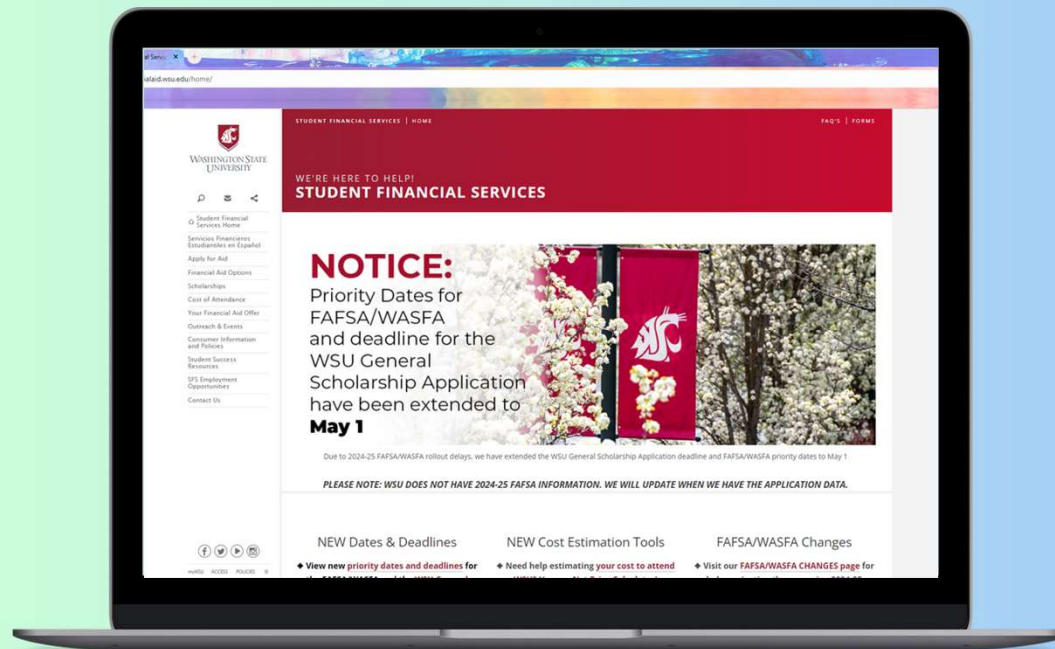 al Servic ×
ialaid.wsu.edu/home/
WASHINGTON STATE
UNIVERSITY
Student Financial
Services Home
Servicios Financieros
Estudiantiles en Español
Apply for Aid
Financial Aid Options
Scholarships
Cost of Attendance
Your Financial Aid Offer
Outreach & Events
Consumer Information
and Policies
Student Success
Resources
SFS Employment
Opportunities
Contact Us
myWSU ACCESS POLICIES ©
STUDENT FINANCIAL SERVICES | HOME
FAQ'S | FORMS
WE'RE HERE TO HELP!
STUDENT FINANCIAL SERVICES
NOTICE:
Priority Dates for
FAFSA/WASFA
and deadline for the
WSU General
Scholarship Application
have been extended to
May 1
Due to 2024-25 FAFSA/WASFA rollout delays, we have extended the WSU General Scholarship Application deadline and FAFSA/WASFA priority dates to May 1
PLEASE NOTE: WSU DOES NOT HAVE 2024-25 FAFSA INFORMATION. WE WILL UPDATE WHEN WE HAVE THE APPLICATION DATA.
NEW Dates & Deadlines
◆ View new priority dates and deadlines for
NEW Cost Estimation Tools
◆ Need help estimating your cost to attend
FAFSA/WASFA Changes
◆ Visit our FAFSA/WASFA CHANGES page for